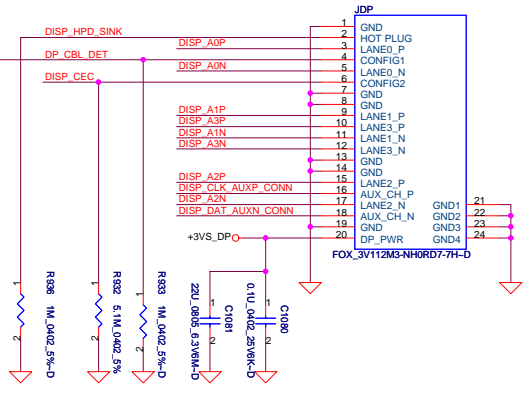 JDP
DISP_HPD_SINK
DP_CBL_DET
DISP_CEC
DISP_A0P
DISP_A0N
DISP_A1P
DISP_A3P
DISP_A1N
DISP_A3N
DISP_A2P
DISP_CLK_AUXP_CONN
DISP_A2N
DISP_DAT_AUXN_CONN
+3VS_DP
1 GND
2 HOT PLUG
3 LANE0_P
4 CONFIG1
5 LANE0_N
6 CONFIG2
7 GND
8 GND
9 LANE1_P
10 LANE3_P
11 LANE1_N
12 LANE3_N
13 GND
14 GND
15 LANE2_P
16 AUX_CH_P
17 LANE2_N GND1 21
18 AUX_CH_N GND2 22
19 GND GND3 23
20 DP_PWR GND4 24
FOX_3V112M3-NH0RD7-7H~D
R936 1M_0402_5%~D
1
2
R932 5.1M_0402_5%
1
2
R933 1M_0402_5%~D
1
2
22U_0805_6.3V6M~D
C1081
1
2
0.1U_0402_25V6K~D
C1080
1
2